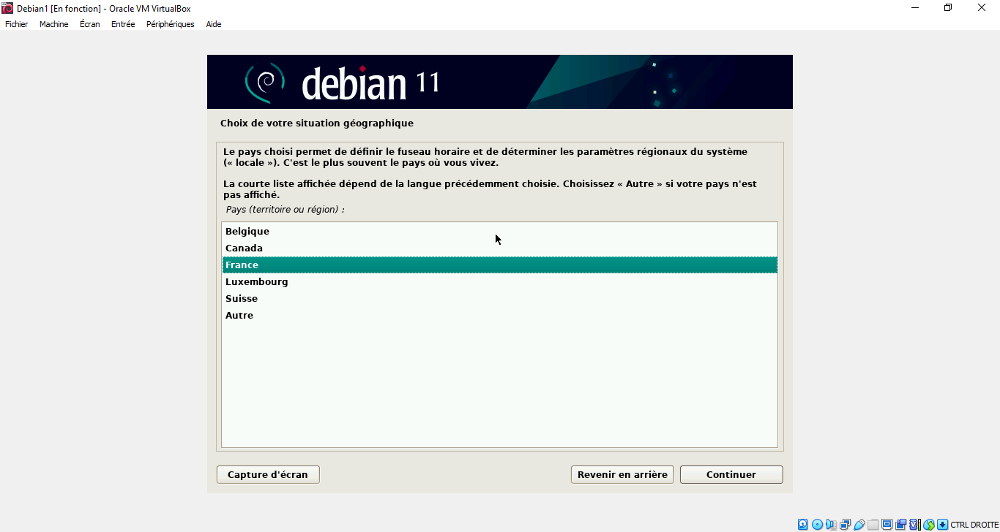 Debian1 [En fonction] - Oracle VM VirtualBox
Fichier Machine Écran Entrée Périphériques Aide
debian 11
Choix de votre situation géographique
Le pays choisi permet de définir le fuseau horaire et de déterminer les paramètres régionaux du système
(« locale »). C'est le plus souvent le pays où vous vivez.
La courte liste affichée dépend de la langue précédemment choisie. Choisissez « Autre » si votre pays n'est
pas affiché.
Pays (territoire ou région) :
Belgique
Canada
France
Luxembourg
Suisse
Autre
Capture d'écran Revenir en arrière Continuer
CTRL DROITE